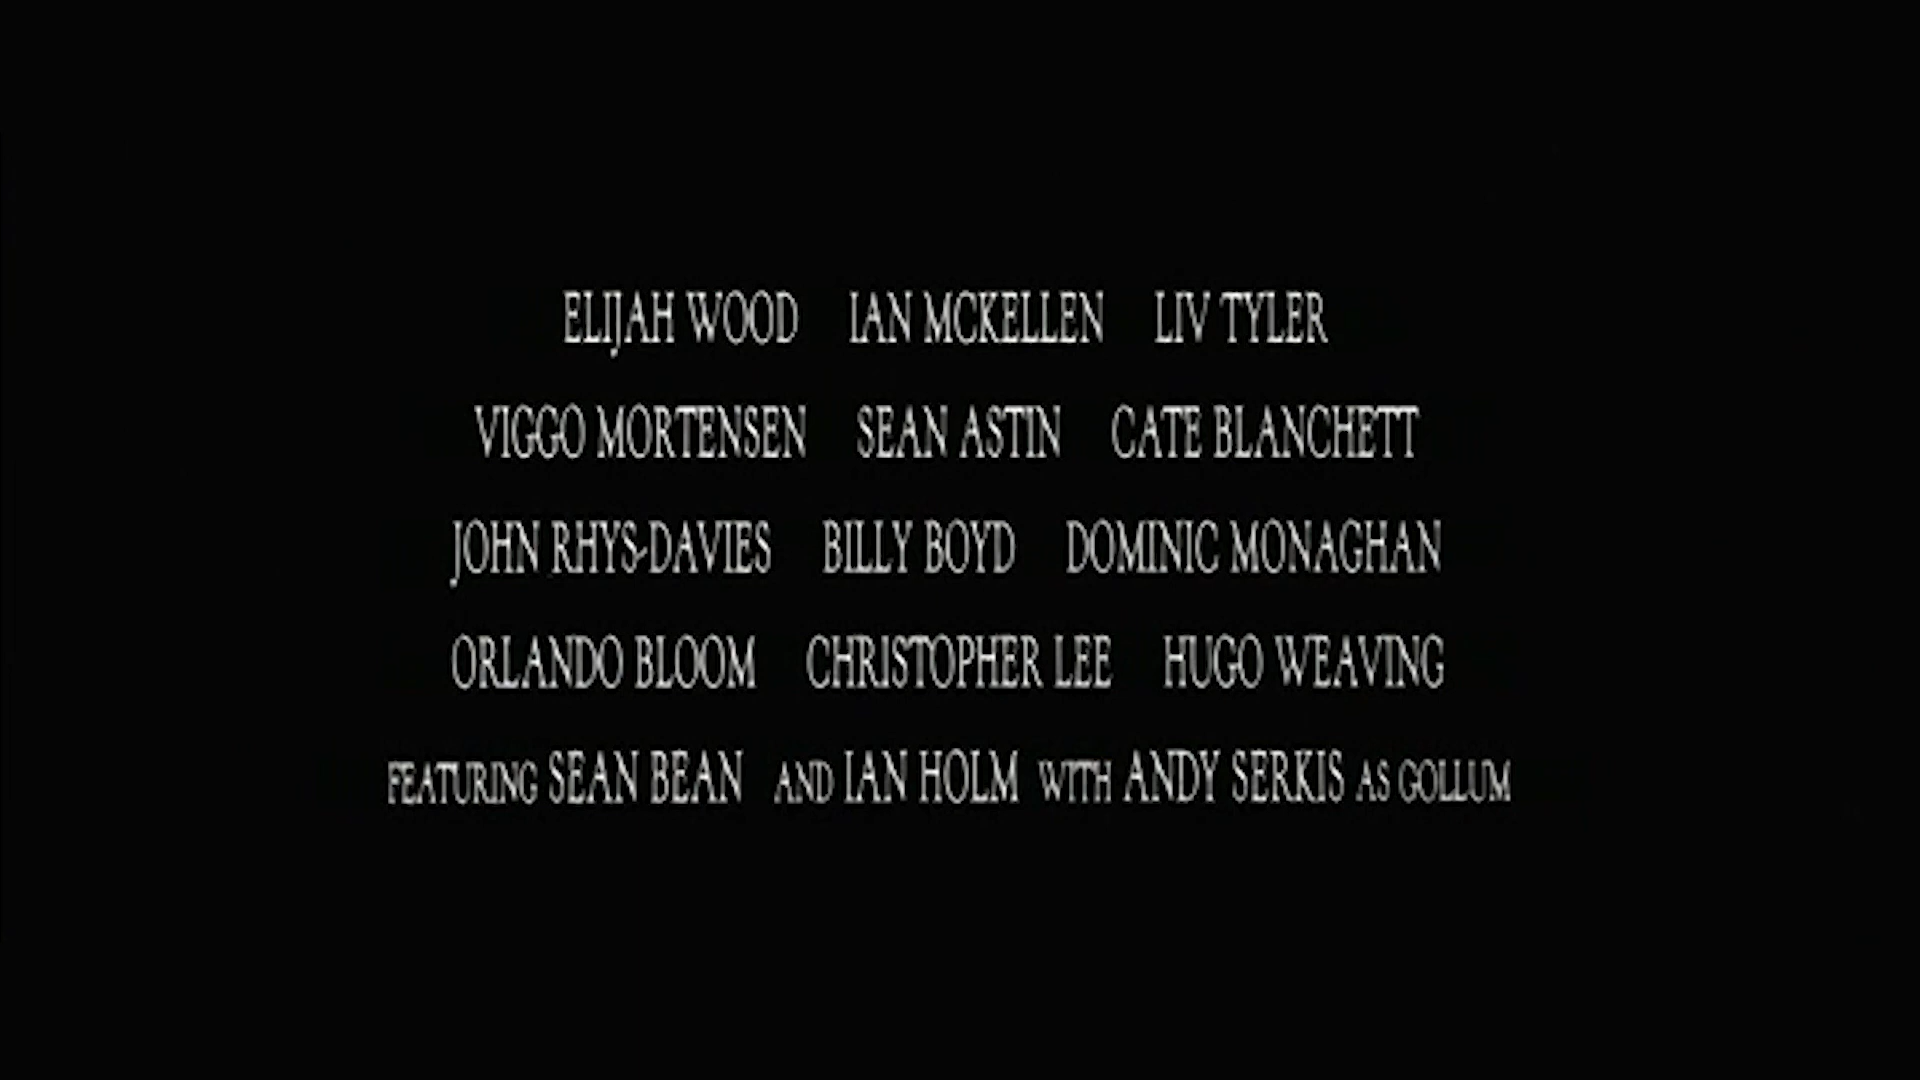 ELIJAH WOOD IAN MCKELLEN LIV TYLER
VIGGO MORTENSEN SEAN ASTIN CATE BLANCHETT
JOHN RHYS-DAVIES BILLY BOYD DOMINIC MONAGHAN
ORLANDO BLOOM CHRISTOPHER LEE HUGO WEAVING
FEATURING SEAN BEAN AND IAN HOLM WITH ANDY SERKIS AS GOLLUM